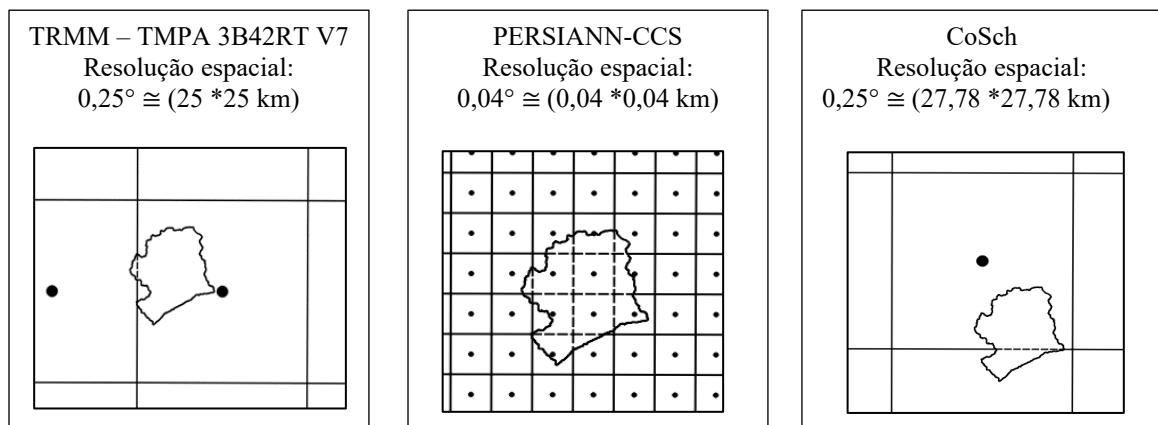 TRMM – TMPA 3B42RT V7
Resolução espacial:
0,25° ≅ (25 *25 km)
PERSIANN-CCS
Resolução espacial:
0,04° ≅ (0,04 *0,04 km)
CoSch
Resolução espacial:
0,25° ≅ (27,78 *27,78 km)